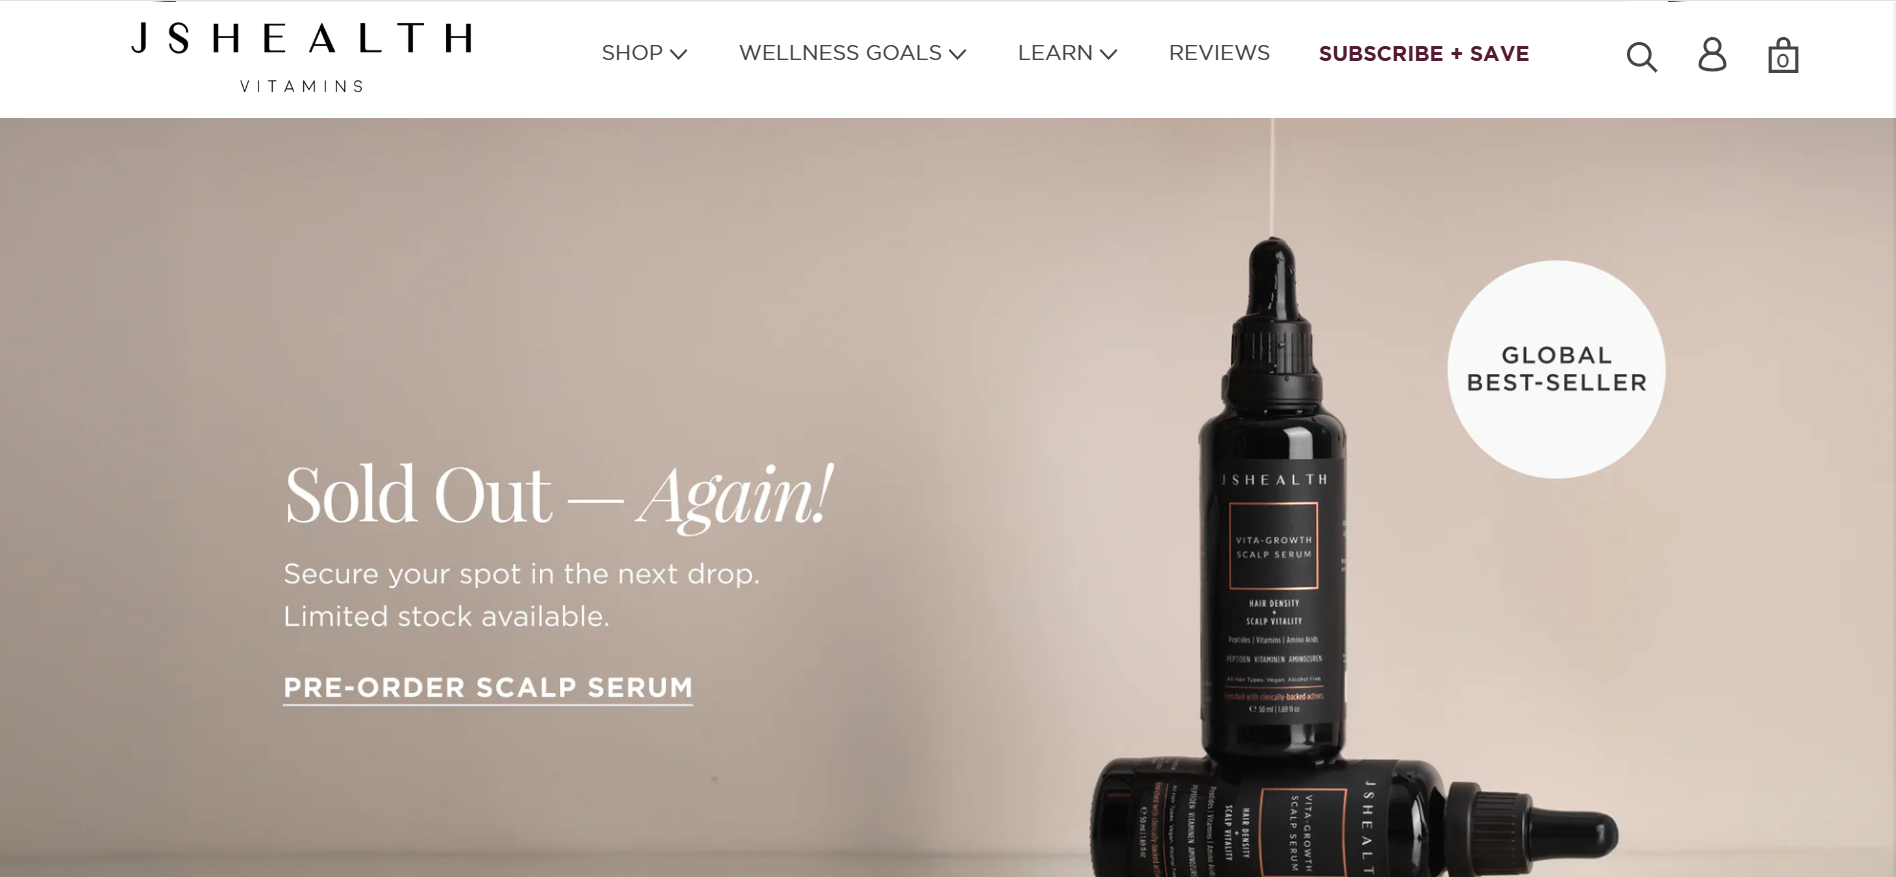 JSHEALTH
VITAMINS
SHOP
WELLNESS GOALS
LEARN
REVIEWS
SUBSCRIBE + SAVE
0
GLOBAL
BEST-SELLER
Sold Out — Again!
Secure your spot in the next drop.
Limited stock available.
PRE-ORDER SCALP SERUM
JSHEALTH
VITA-GROWTH
SCALP SERUM
HAIR DENSITY
+
SCALP VITALITY
Peptides | Vitamins | Amino Acids
PEPTIDEN VITAMINEN AMINOZUREN
All Hair Types. Vegan. Alcohol Free.
Enriched with clinically-backed actives
50 ml | 1.69 fl oz
JSHEALT
VITA-GROWTH
SCALP SERUM
HAIR DENSITY
+
SCALP VITALITY
Peptides | Vitamins | Amino Acids
PEPTIDEN VITAMINEN AMINOZUREN
50 ml | 1.69 fl oz